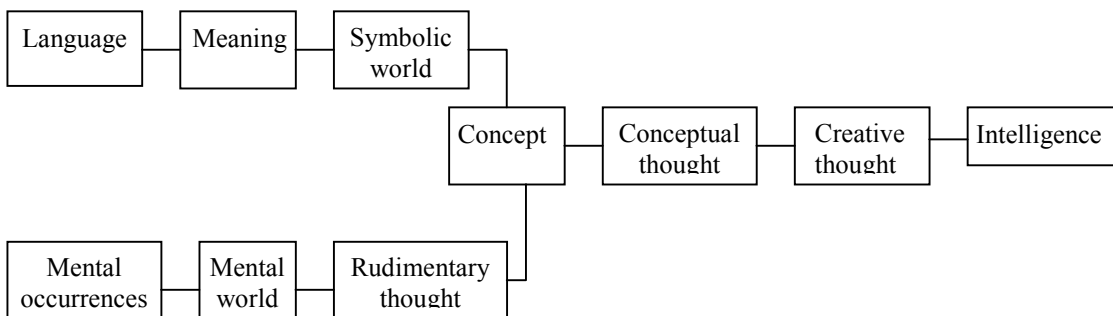 Language
Meaning
Symbolic
world
Concept
Conceptual
thought
Creative
thought
Intelligence
Mental
occurrences
Mental
world
Rudimentary
thought